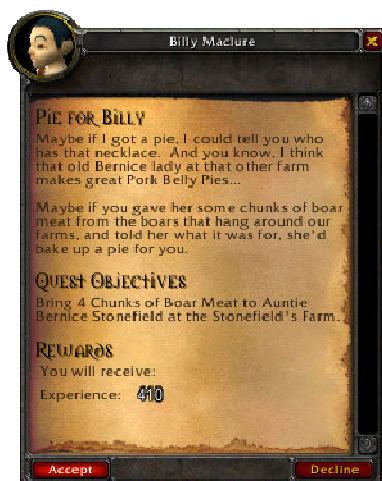 Billy Maclure
Pie for Billy
Maybe if I got a pie, I could tell you who
has that necklace. And you know, I think
that old Bernice lady at that other farm
makes great Pork Belly Pies...
Maybe if you gave her some chunks of boar
meat from the boars that hang around our
farms, and told her what it was for, she'd
bake up a pie for you.
Quest Objectives
Bring 4 Chunks of Boar Meat to Auntie
Bernice Stonefield at the Stonefield's Farm.
Rewards
You will receive:
Experience: 410
Accept Decline